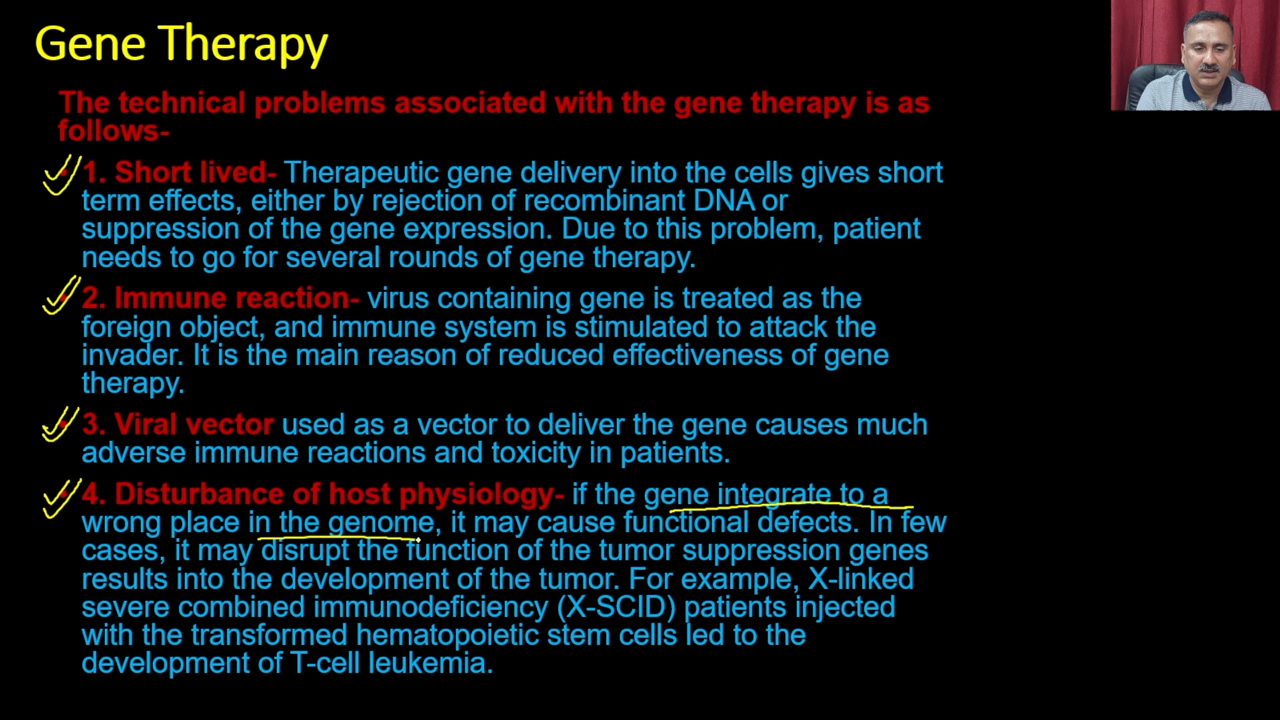 Gene Therapy
The technical problems associated with the gene therapy is as
follows-
• 1. Short lived- Therapeutic gene delivery into the cells gives short
term effects, either by rejection of recombinant DNA or
suppression of the gene expression. Due to this problem, patient
needs to go for several rounds of gene therapy.
• 2. Immune reaction- virus containing gene is treated as the
foreign object, and immune system is stimulated to attack the
invader. It is the main reason of reduced effectiveness of gene
therapy.
• 3. Viral vector used as a vector to deliver the gene causes much
adverse immune reactions and toxicity in patients.
• 4. Disturbance of host physiology- if the gene integrate to a
wrong place in the genome, it may cause functional defects. In few
cases, it may disrupt the function of the tumor suppression genes
results into the development of the tumor. For example, X-linked
severe combined immunodeficiency (X-SCID) patients injected
with the transformed hematopoietic stem cells led to the
development of T-cell leukemia.